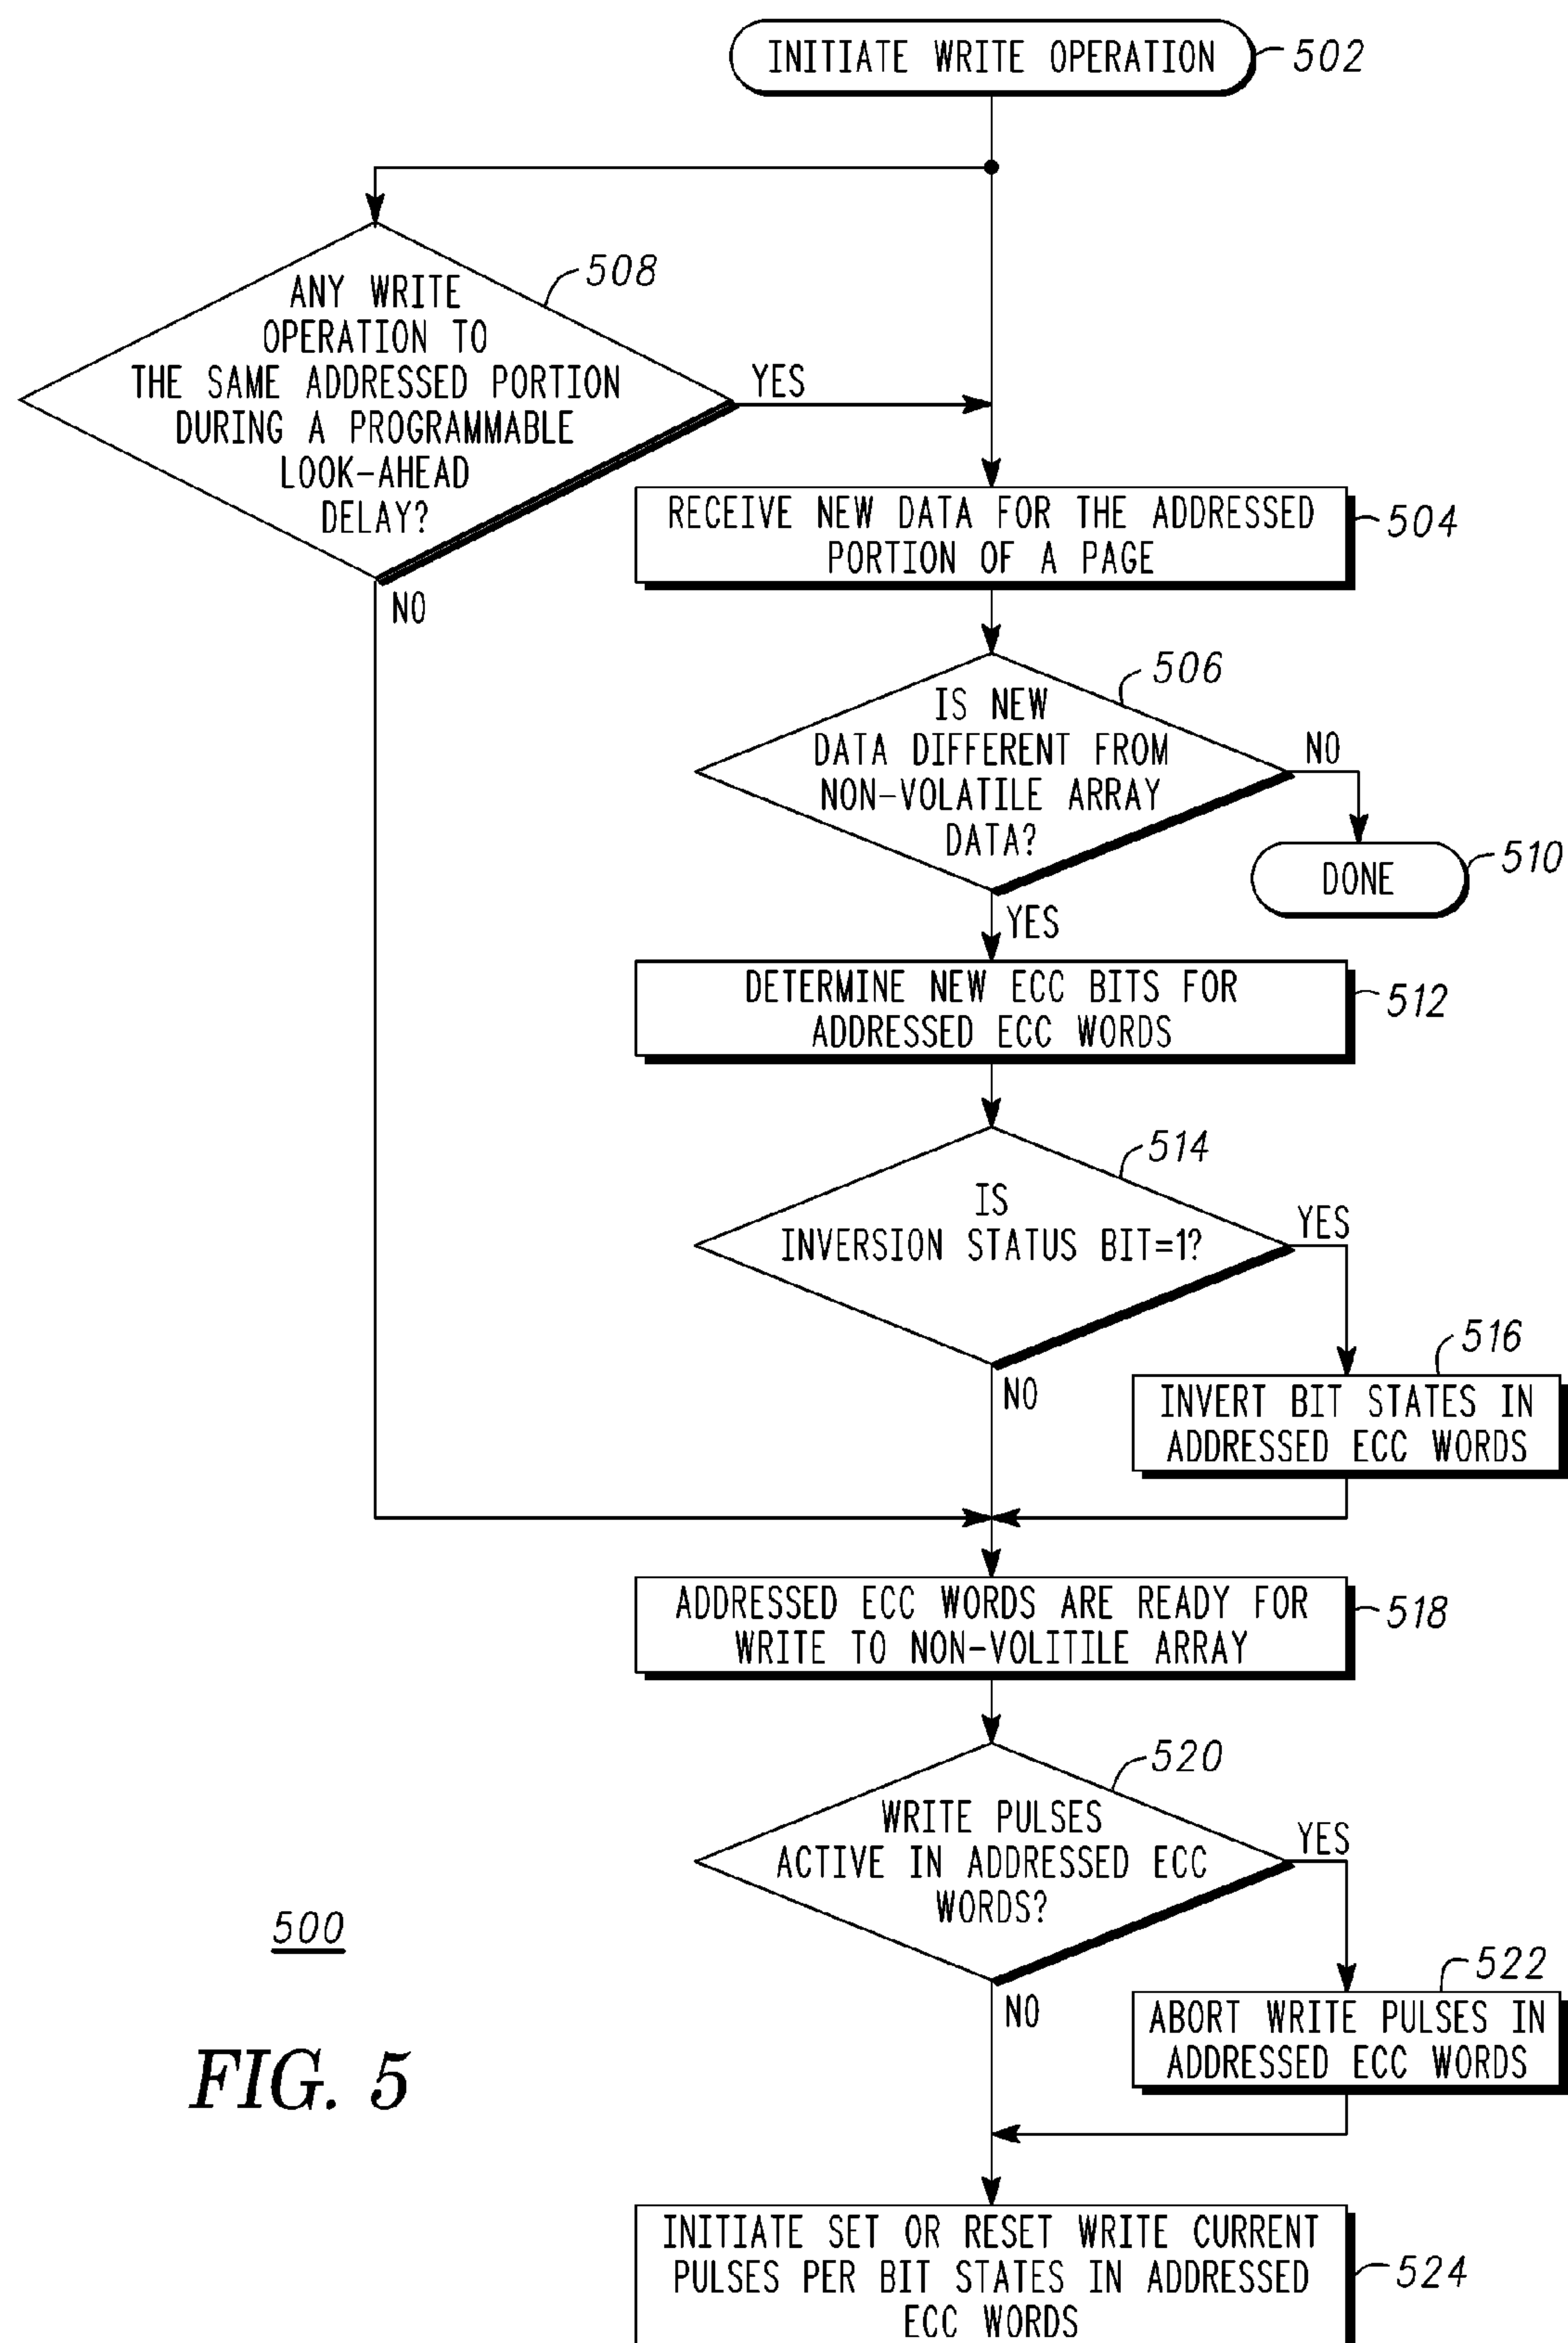 INITIATE WRITE OPERATION
502
ANY WRITE
OPERATION TO
THE SAME ADDRESSED PORTION
DURING A PROGRAMMABLE
LOOK-AHEAD
DELAY?
508
YES
NO
RECEIVE NEW DATA FOR THE ADDRESSED
PORTION OF A PAGE
504
IS NEW
DATA DIFFERENT FROM
NON-VOLATILE ARRAY
DATA?
506
NO
DONE
510
YES
DETERMINE NEW ECC BITS FOR
ADDRESSED ECC WORDS
512
IS
INVERSION STATUS BIT=1?
514
YES
INVERT BIT STATES IN
ADDRESSED ECC WORDS
516
NO
ADDRESSED ECC WORDS ARE READY FOR
WRITE TO NON-VOLITILE ARRAY
518
WRITE PULSES
ACTIVE IN ADDRESSED ECC
WORDS?
520
YES
ABORT WRITE PULSES IN
ADDRESSED ECC WORDS
522
NO
INITIATE SET OR RESET WRITE CURRENT
PULSES PER BIT STATES IN ADDRESSED
ECC WORDS
524
500
FIG. 5